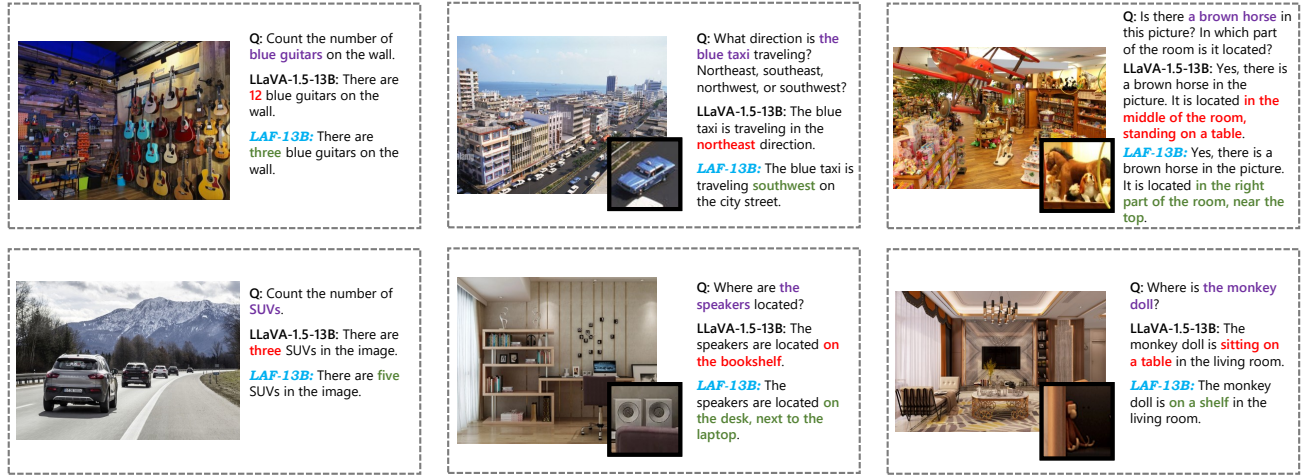 Q: Count the number of
blue guitars on the wall.
LLaVA-1.5-13B: There are
12 blue guitars on the
wall.
LAF-13B: There are
three blue guitars on the
wall.
Q: What direction is the
blue taxi traveling?
Northeast, southeast,
northwest, or southwest?
LLaVA-1.5-13B: The blue
taxi is traveling in the
northeast direction.
LAF-13B: The blue taxi is
traveling southwest on
the city street.
Q: Is there a brown horse in
this picture? In which part
of the room is it located?
LLaVA-1.5-13B: Yes, there is
a brown horse in the
picture. It is located in the
middle of the room,
standing on a table.
LAF-13B: Yes, there is a
brown horse in the picture.
It is located in the right
part of the room, near the
top.
Q: Count the number of
SUVs.
LLaVA-1.5-13B: There are
three SUVs in the image.
LAF-13B: There are five
SUVs in the image.
Q: Where are the
speakers located?
LLaVA-1.5-13B: The
speakers are located on
the bookshelf.
LAF-13B: The
speakers are located on
the desk, next to the
laptop.
Q: Where is the monkey
doll?
LLaVA-1.5-13B: The
monkey doll is sitting on
a table in the living room.
LAF-13B: The monkey
doll is on a shelf in the
living room.